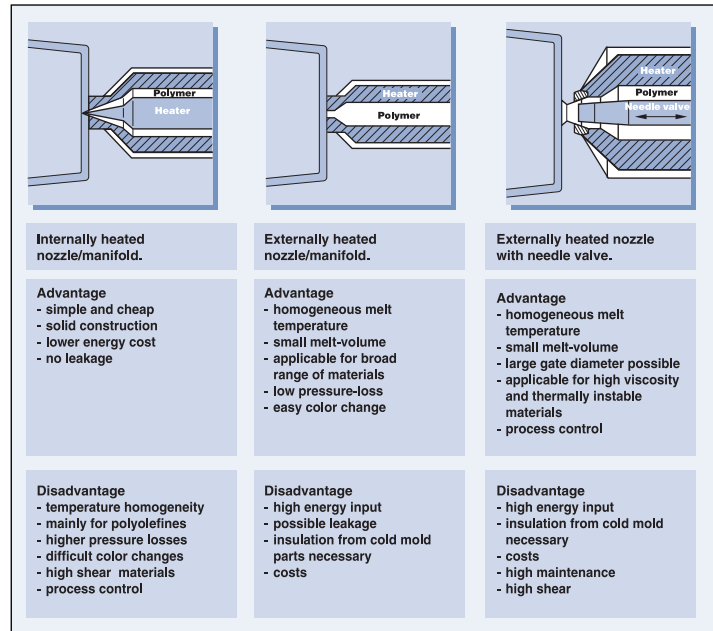 Polymer
Heater
Heater
Polymer
Heater
Polymer
Needle valve
Internally heated
nozzle/manifold.
Advantage
- simple and cheap
- solid construction
- lower energy cost
- no leakage
Disadvantage
- temperature homogeneity
- mainly for polyolefines
- higher pressure losses
- difficult color changes
- high shear materials
- process control
Externally heated
nozzle/manifold.
Advantage
- homogeneous melt
temperature
- small melt-volume
- applicable for broad
range of materials
- low pressure-loss
- easy color change
Disadvantage
- high energy input
- possible leakage
- insulation from cold mold
parts necessary
- costs
Externally heated nozzle
with needle valve.
Advantage
- homogeneous melt
temperature
- small melt-volume
- large gate diameter possible
- applicable for high viscosity
and thermally instable
materials
- process control
Disadvantage
- high energy input
- insulation from cold mold
necessary
- costs
- high maintenance
- high shear